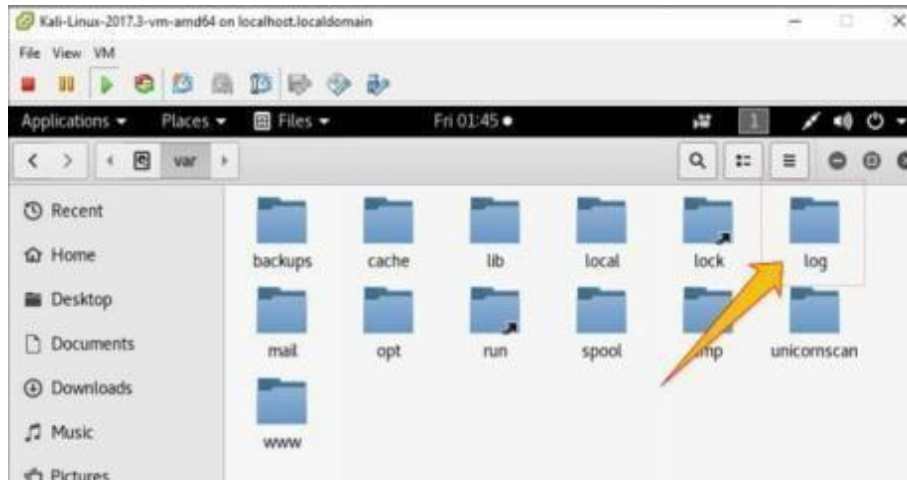 Kali-Linux-2017.3-vm-amd64 on localhost.localdomain
File View VM
Applications Places Files Fri 01:45 1
var
Recent
Home
Desktop
Documents
Downloads
Music
Pictures
backups cache lib local lock log
mail opt run spool unicornscan
www